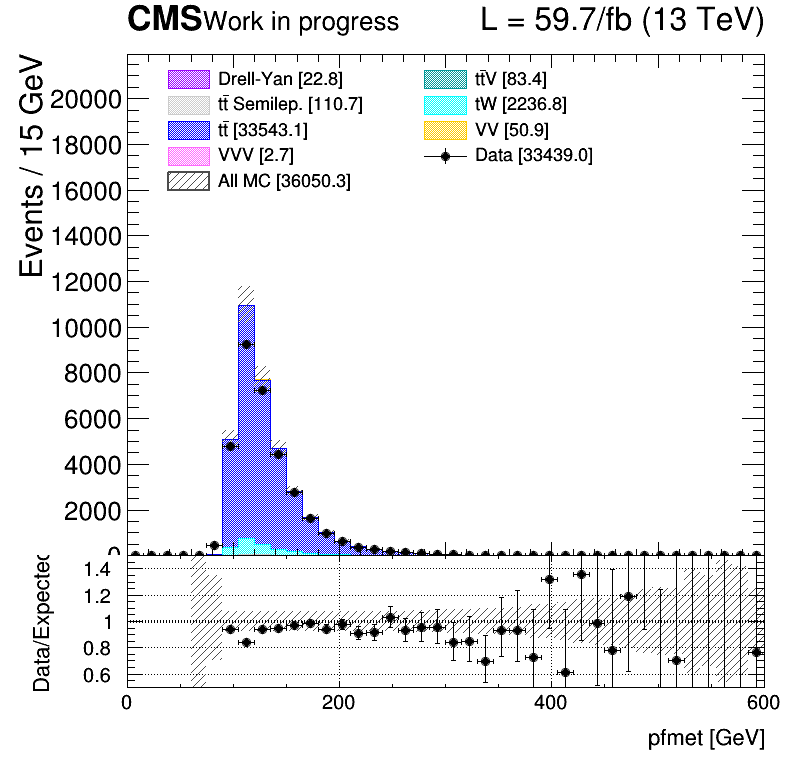 CMS Work in progress L = 59.7/fb (13 TeV)
Events / 15 GeV
Drell-Yan [22.8]
tt̄ Semilep. [110.7]
tt̄ [33543.1]
VVV [2.7]
All MC [36050.3]
tt̄V [83.4]
tW [2236.8]
VV [50.9]
Data [33439.0]
20000
18000
16000
14000
12000
10000
8000
6000
4000
2000
0
Data/Expected
1.4
1.2
1
0.8
0.6
0 200 400 600
pfmet [GeV]